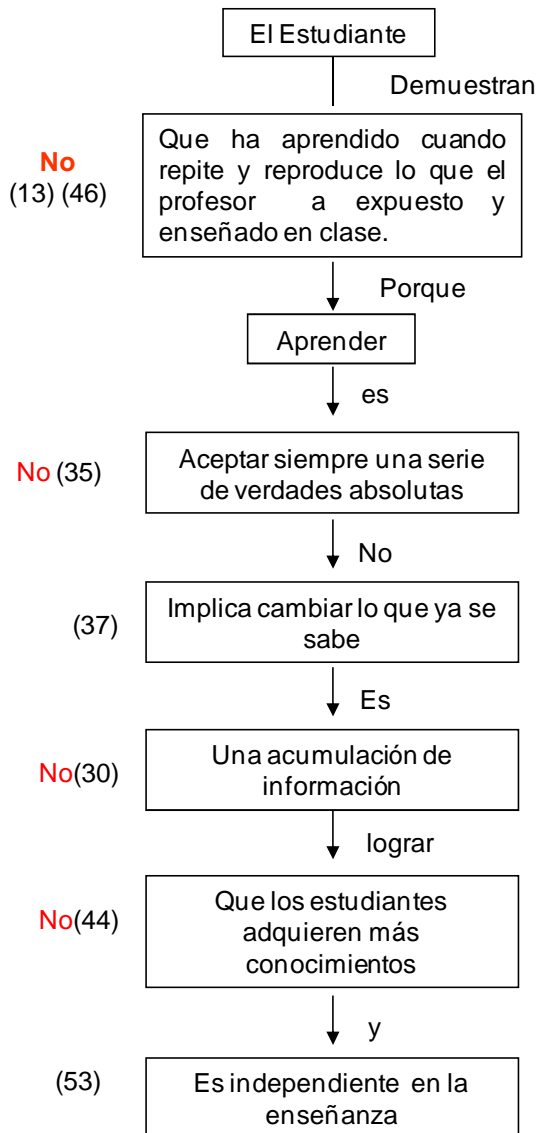 El Estudiante
Demuestran
No
(13) (46)
Que ha aprendido cuando
repite y reproduce lo que el
profesor a expuesto y
enseñado en clase.
Porque
Aprender
es
No (35)
Aceptar siempre una serie
de verdades absolutas
No
(37)
Implica cambiar lo que ya se
sabe
Es
No(30)
Una acumulación de
información
lograr
No(44)
Que los estudiantes
adquieren más
conocimientos
y
(53)
Es independiente en la
enseñanza